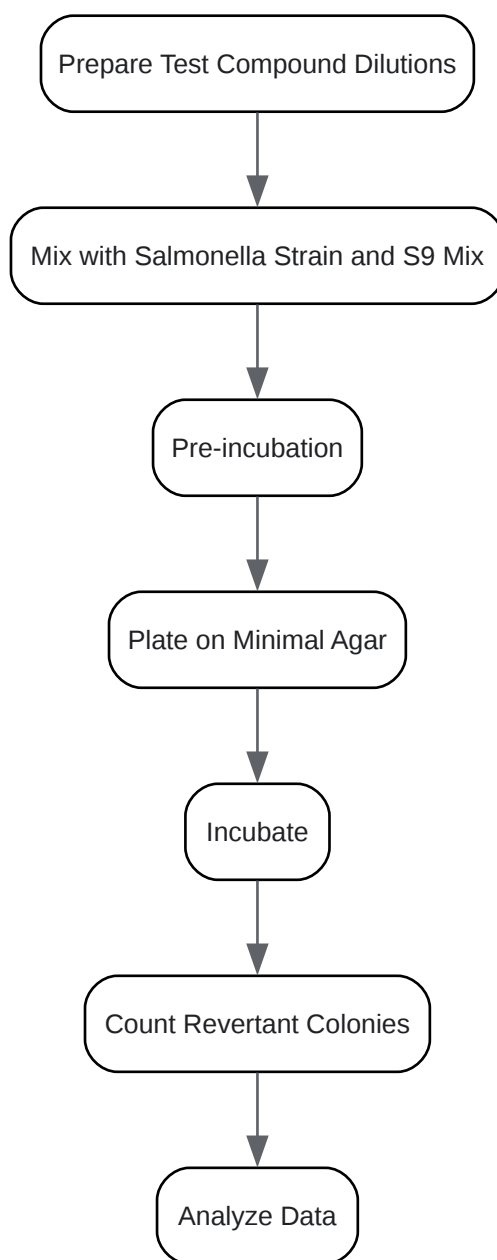 Prepare Test Compound Dilutions
Mix with Salmonella Strain and S9 Mix
Pre-incubation
Plate on Minimal Agar
Incubate
Count Revertant Colonies
Analyze Data